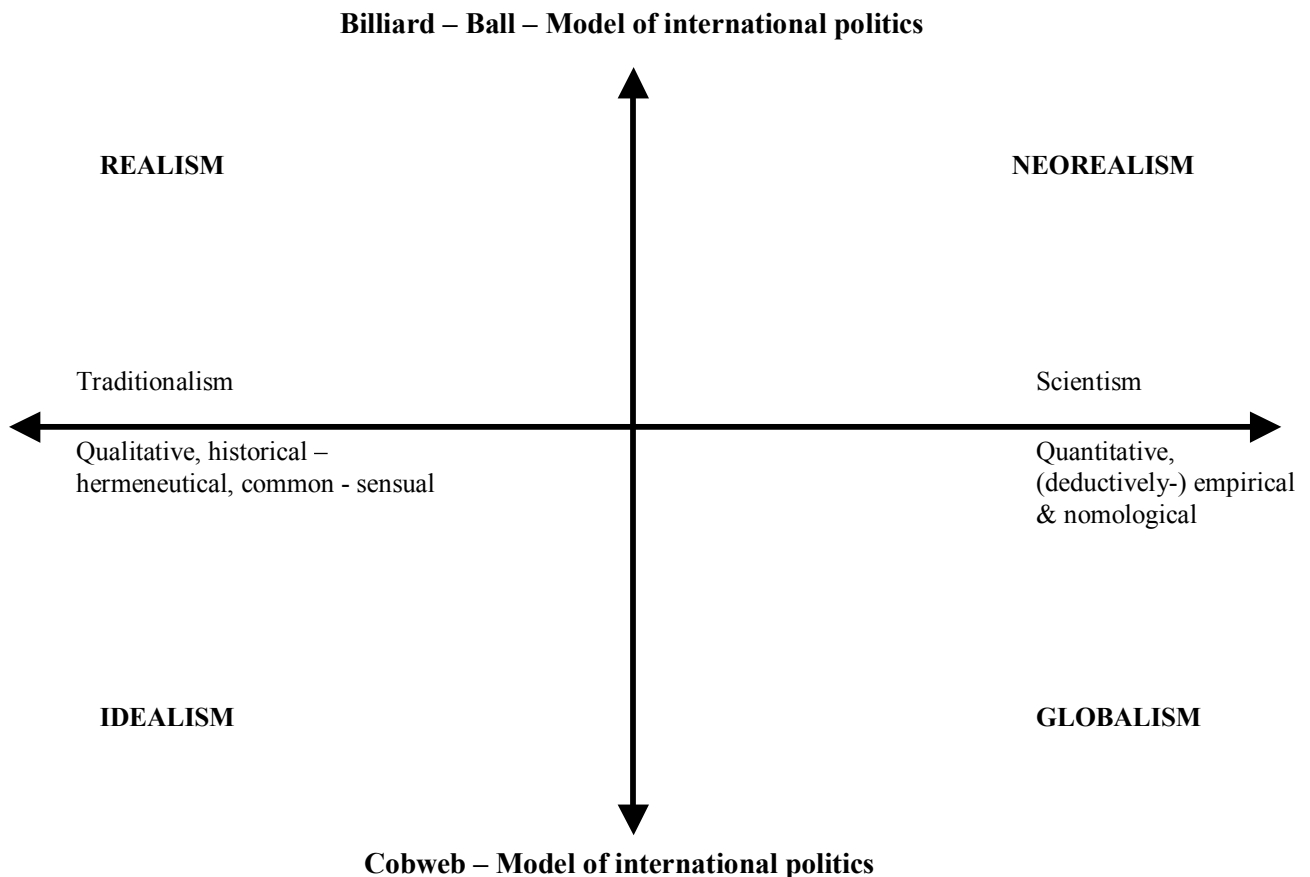 Billiard – Ball – Model of international politics
REALISM
NEOREALISM
Traditionalism
Scientism
Qualitative, historical –
hermeneutical, common - sensual
Quantitative,
(deductively-) empirical
& nomological
IDEALISM
GLOBALISM
Cobweb – Model of international politics